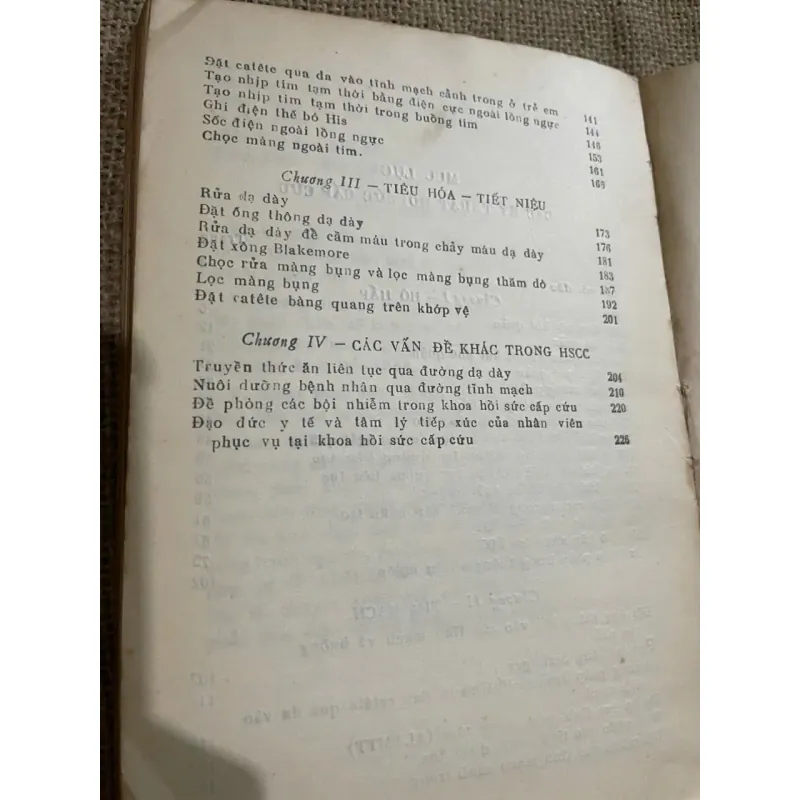 Đặt catête qua da vào tĩnh mạch cảnh trong ở trẻ em 141
Tạo nhịp tim tạm thời bằng điện cực ngoài lồng ngực 144
Tạo nhịp tim tạm thời trong buồng tim 146
Ghi điện thế bó His 153
Sốc điện ngoài lồng ngực 161
Chọc màng ngoài tim. 169
Chương III — TIÊU HÓA — TIẾT NIỆU
Rửa dạ dày 173
Đặt ống thông dạ dày 176
Rửa dạ dày để cầm máu trong chảy máu dạ dày 181
Đặt xông Blakemore 183
Chọc rửa màng bụng và lọc màng bụng thăm dò 187
Lọc màng bụng 192
Đặt catête bàng quang trên khớp vệ 201
Chương IV — CÁC VẤN ĐỀ KHÁC TRONG HSCC
Truyền thức ăn liên tục qua đường dạ dày 204
Nuôi dưỡng bệnh nhân qua đường tĩnh mạch 210
Đề phòng các bội nhiễm trong khoa hồi sức cấp cứu 220
Đạo đức y tế và tâm lý tiếp xúc của nhân viên
phục vụ tại khoa hồi sức cấp cứu 226